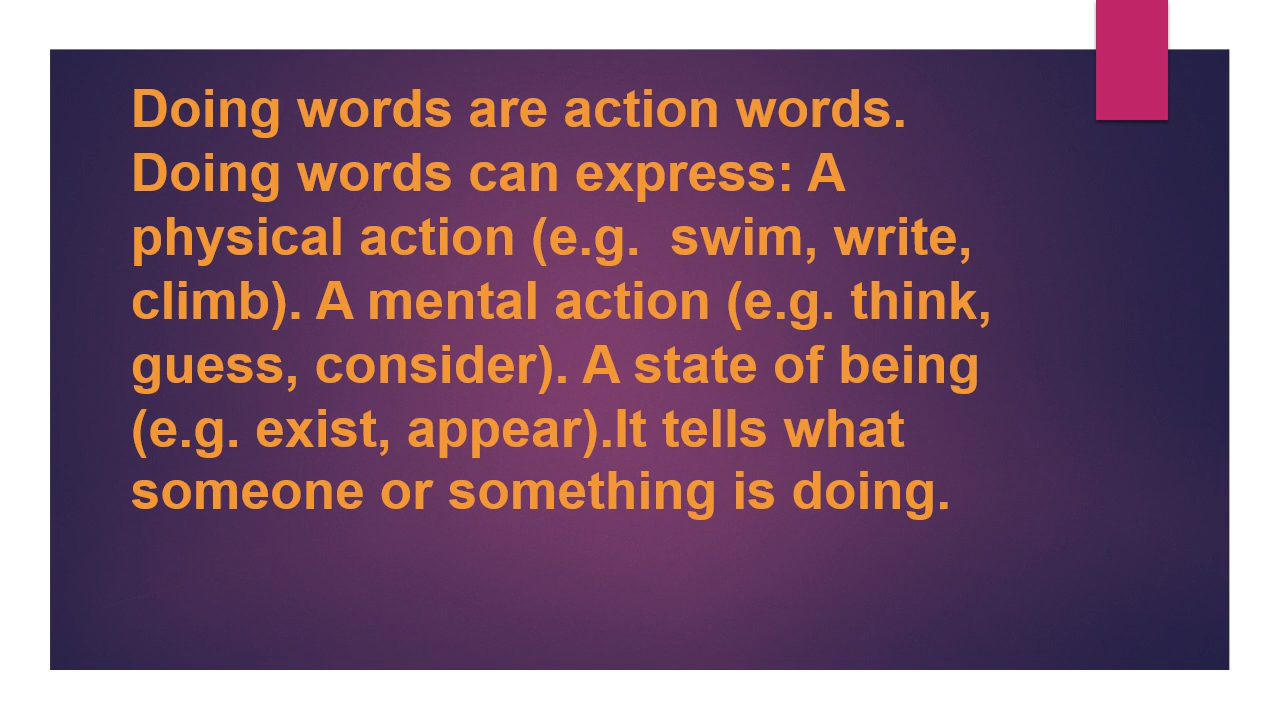 Doing words are action words.
Doing words can express: A
physical action (e.g.  swim, write,
climb). A mental action (e.g. think,
guess, consider). A state of being
(e.g. exist, appear).It tells what
someone or something is doing.